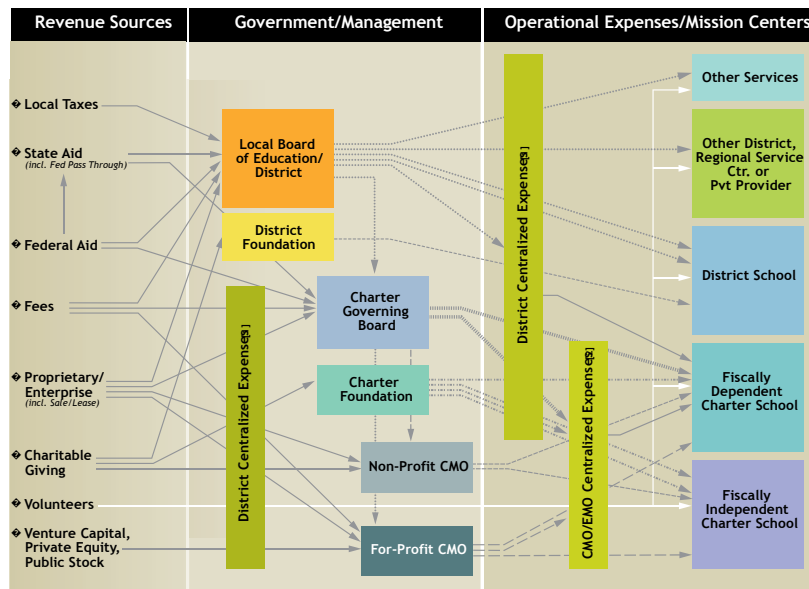 Revenue Sources
Government/Management
Operational Expenses/Mission Centers
� Local Taxes
� State Aid
(incl. Fed Pass Through)
� Federal Aid
� Fees
� Proprietary/
Enterprise
(incl. Sale/Lease)
� Charitable
Giving
� Volunteers
� Venture Capital,
Private Equity,
Public Stock
Local Board
of Education/
District
District
Foundation
District Centralized Expenses
Charter
Governing
Board
Charter
Foundation
Non-Profit CMO
For-Profit CMO
District Centralized Expenses
CMO/EMO Centralized Expenses
Other Services
Other District,
Regional Service
Ctr. or
Pvt Provider
District School
Fiscally
Dependent
Charter School
Fiscally
Independent
Charter School